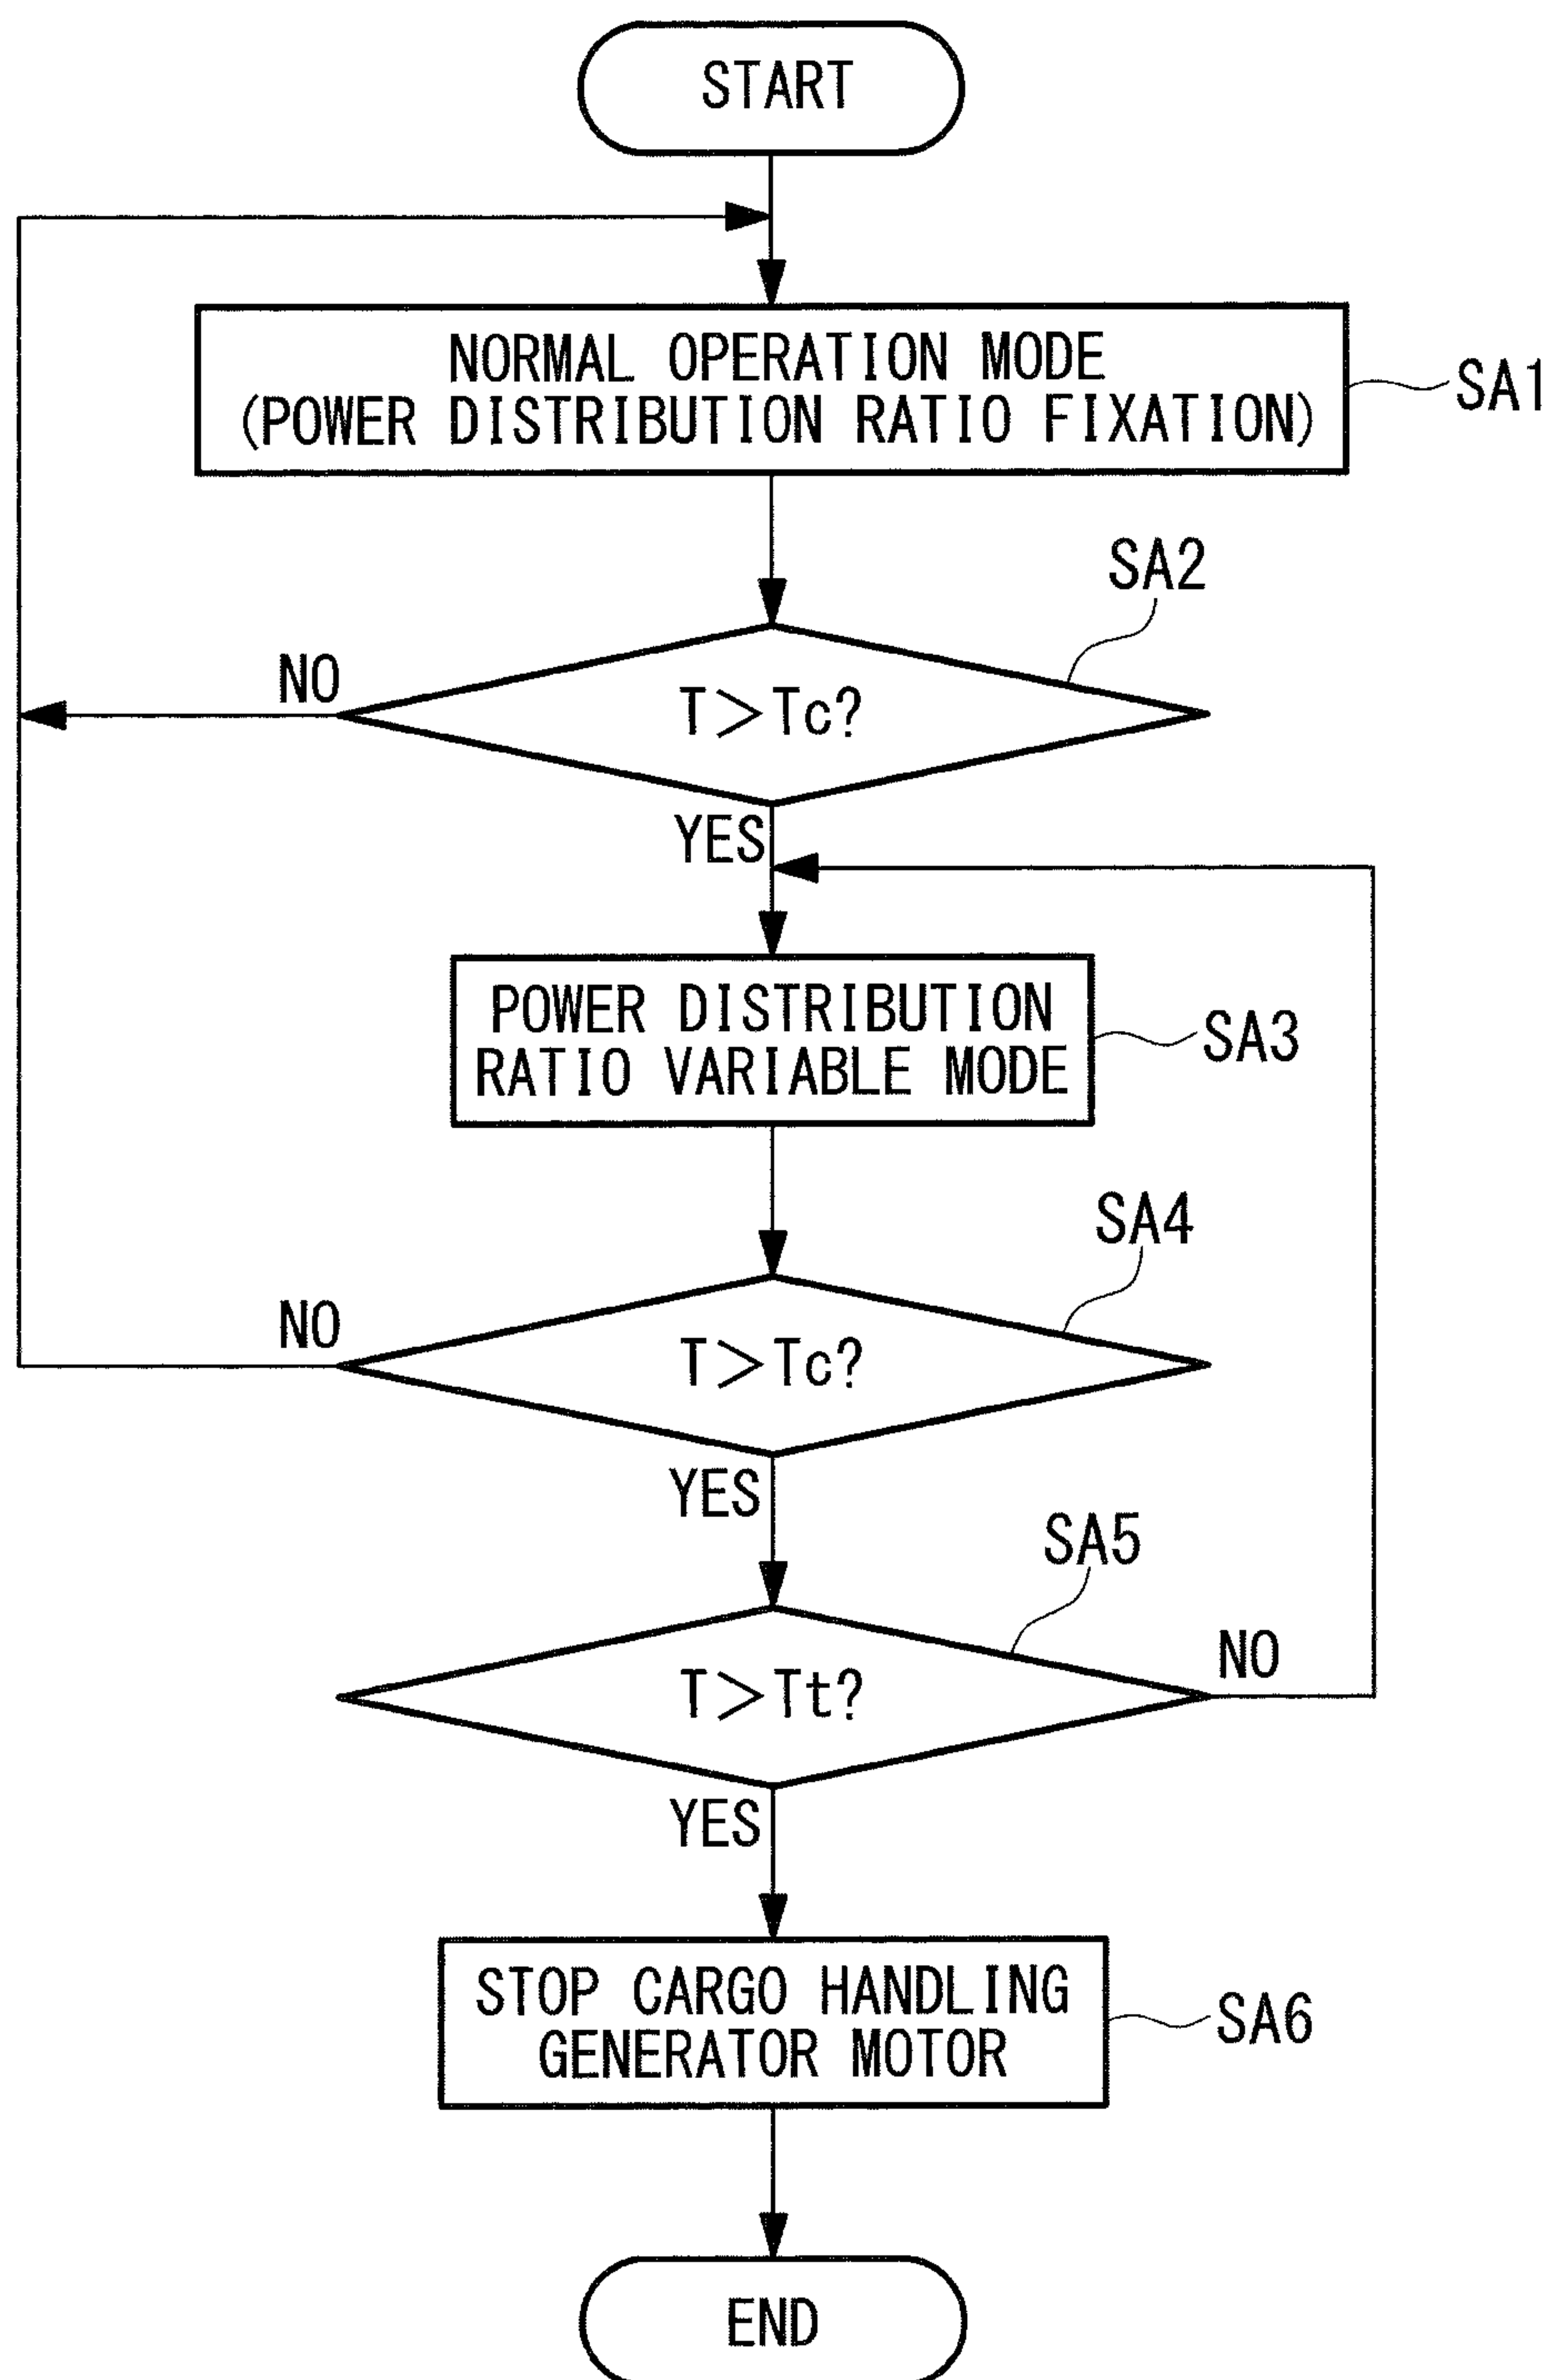 START
NORMAL OPERATION MODE
(POWER DISTRIBUTION RATIO FIXATION)
SA1
SA2
NO
T>Tc?
YES
POWER DISTRIBUTION
RATIO VARIABLE MODE
SA3
SA4
NO
T>Tc?
YES
SA5
NO
T>Tt?
YES
STOP CARGO HANDLING
GENERATOR MOTOR
SA6
END